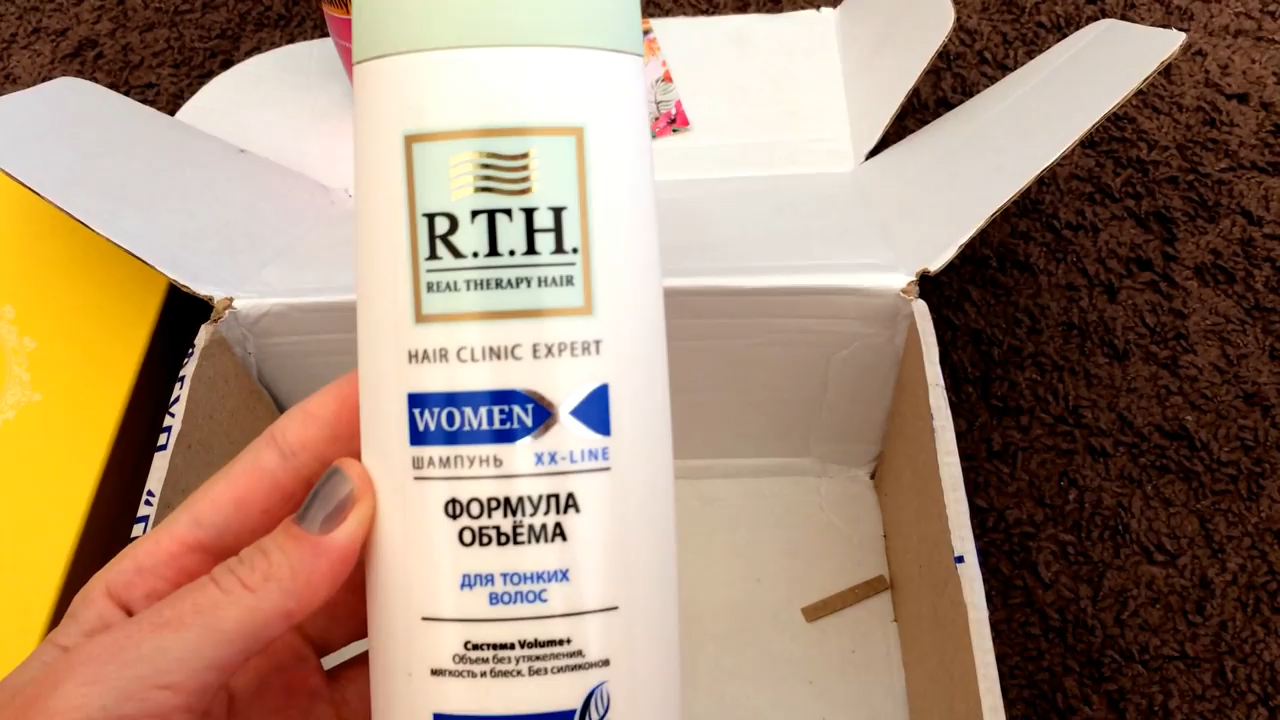 R.T.H.
REAL THERAPY HAIR
HAIR CLINIC EXPERT
WOMEN
ШАМПУНЬ XX-LINE
ФОРМУЛА
ОБЪЁМА
ДЛЯ ТОНКИХ
ВОЛОС
Система Volume+
Объем без утяжеления,
мягкость и блеск. Без силиконов